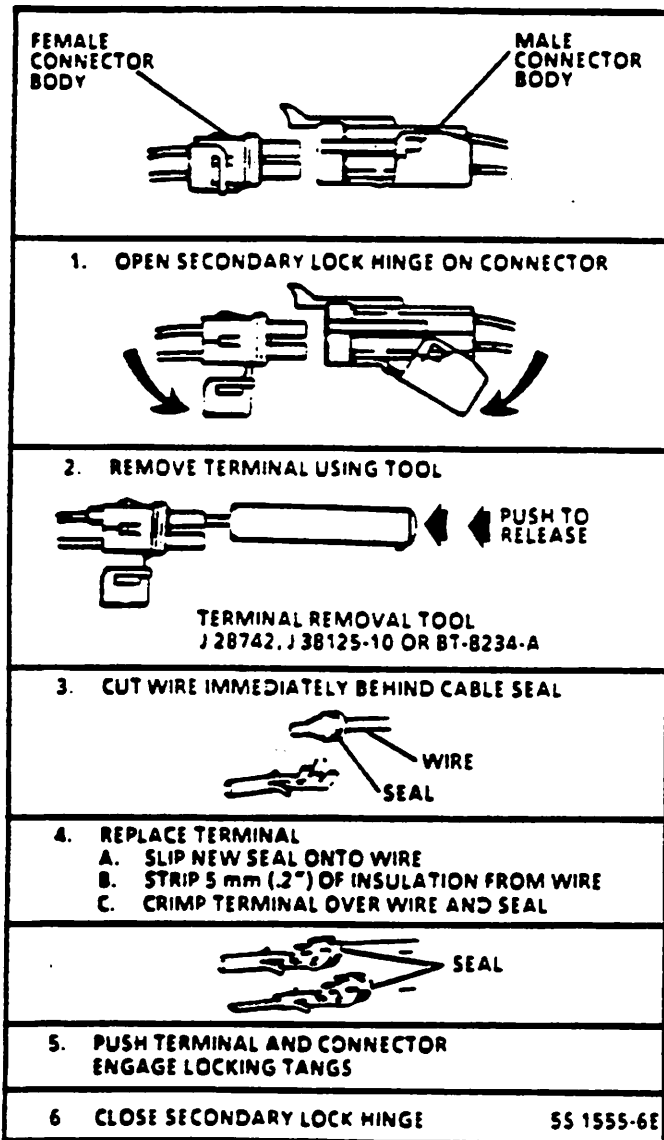 FEMALE
CONNECTOR
BODY
MALE
CONNECTOR
BODY
1. OPEN SECONDARY LOCK HINGE ON CONNECTOR
2. REMOVE TERMINAL USING TOOL
PUSH TO
RELEASE
TERMINAL REMOVAL TOOL
J 28742, J 38125-10 OR BT-8234-A
3. CUT WIRE IMMEDIATELY BEHIND CABLE SEAL
WIRE
SEAL
4. REPLACE TERMINAL
A. SLIP NEW SEAL ONTO WIRE
B. STRIP 5 mm (.2") OF INSULATION FROM WIRE
C. CRIMP TERMINAL OVER WIRE AND SEAL
SEAL
5. PUSH TERMINAL AND CONNECTOR
ENGAGE LOCKING TANGS
6 CLOSE SECONDARY LOCK HINGE 5S 1555-6E